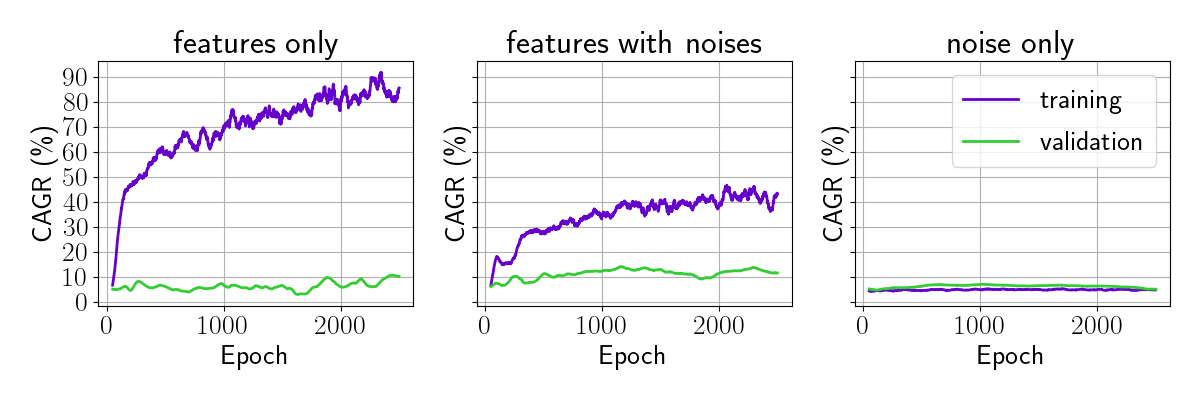 features only
features with noises
noise only
CAGR (%)
90
80
70
60
50
40
30
20
10
0
0
1000
2000
Epoch
CAGR (%)
0
1000
2000
Epoch
CAGR (%)
training
validation
0
1000
2000
Epoch